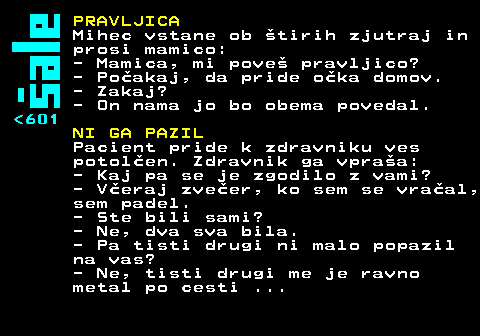 Šale
<601
PRAVLJICA
Mihec vstane ob štirih zjutraj in
prosi mamico:
- Mamica, mi poveš pravljico?
- Počakaj, da pride očka domov.
- Zakaj?
- On nama jo bo obema povedal.
NI GA PAZIL
Pacient pride k zdravniku ves
potolčen. Zdravnik ga vpraša:
- Kaj pa se je zgodilo z vami?
- Včeraj zvečer, ko sem se vračal,
sem padel.
- Ste bili sami?
- Ne, dva sva bila.
- Pa tisti drugi ni malo popazil
na vas?
- Ne, tisti drugi me je ravno
metal po cesti ...